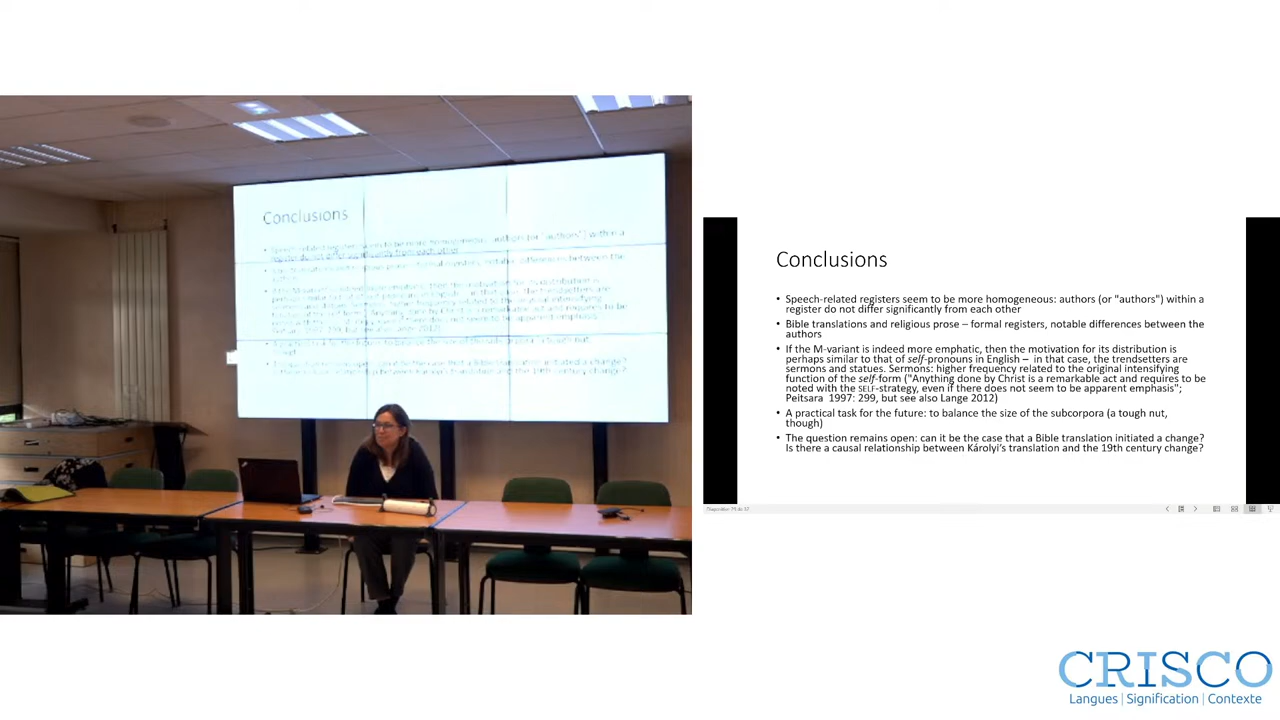 Conclusions
Conclusions
• Speech-related registers seem to be more homogeneous: authors (or "authors") within a
register do not differ significantly from each other
• Bible translations and religious prose – formal registers, notable differences between the
authors
• If the M-variant is indeed more emphatic, then the motivation for its distribution is
perhaps similar to that of self-pronouns in English – in that case, the trendsetters are
sermons and statues. Sermons: higher frequency related to the original intensifying
function of the self-form ("Anything done by Christ is a remarkable act and requires to be
noted with the SELF-strategy, even if there does not seem to be apparent emphasis";
Peitsara 1997: 299, but see also Lange 2012)
• A practical task for the future: to balance the size of the subcorpora (a tough nut,
though)
• The question remains open: can it be the case that a Bible translation initiated a change?
Is there a causal relationship between Károlyi's translation and the 19th century change?
CRISCO
Langues | Signification | Contexte